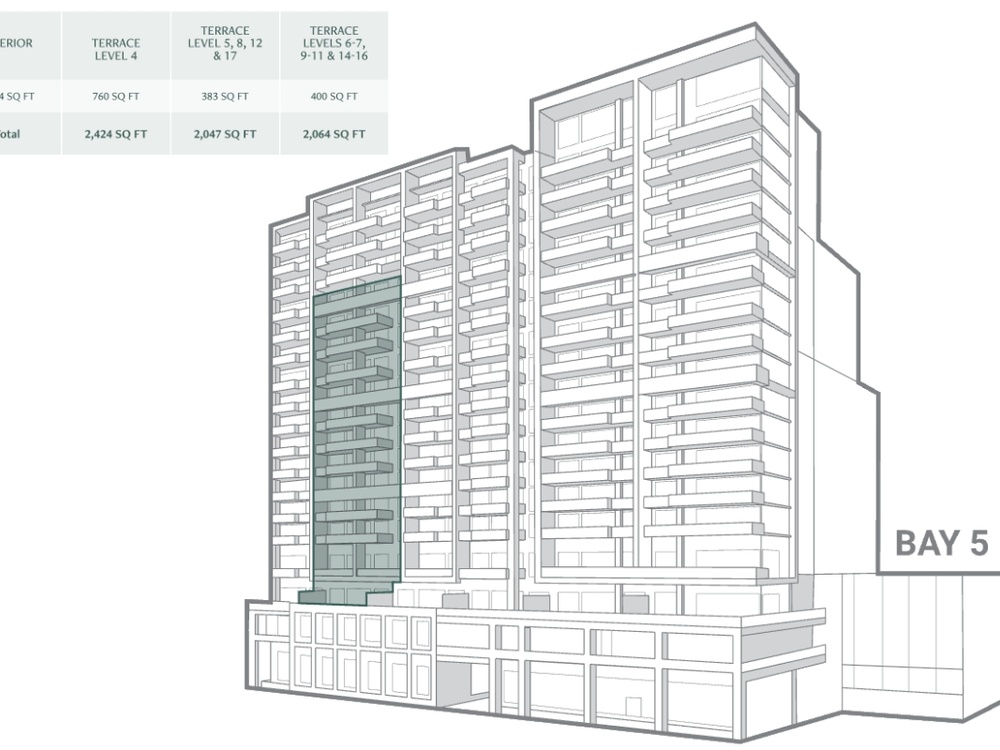 ERIOR
TERRACE
LEVEL 4
TERRACE
LEVEL 5, 8, 12
& 17
TERRACE
LEVELS 6-7,
9-11 & 14-16
4 SQ FT
760 SQ FT
383 SQ FT
400 SQ FT
otal
2,424 SQ FT
2,047 SQ FT
2,064 SQ FT
BAY 5